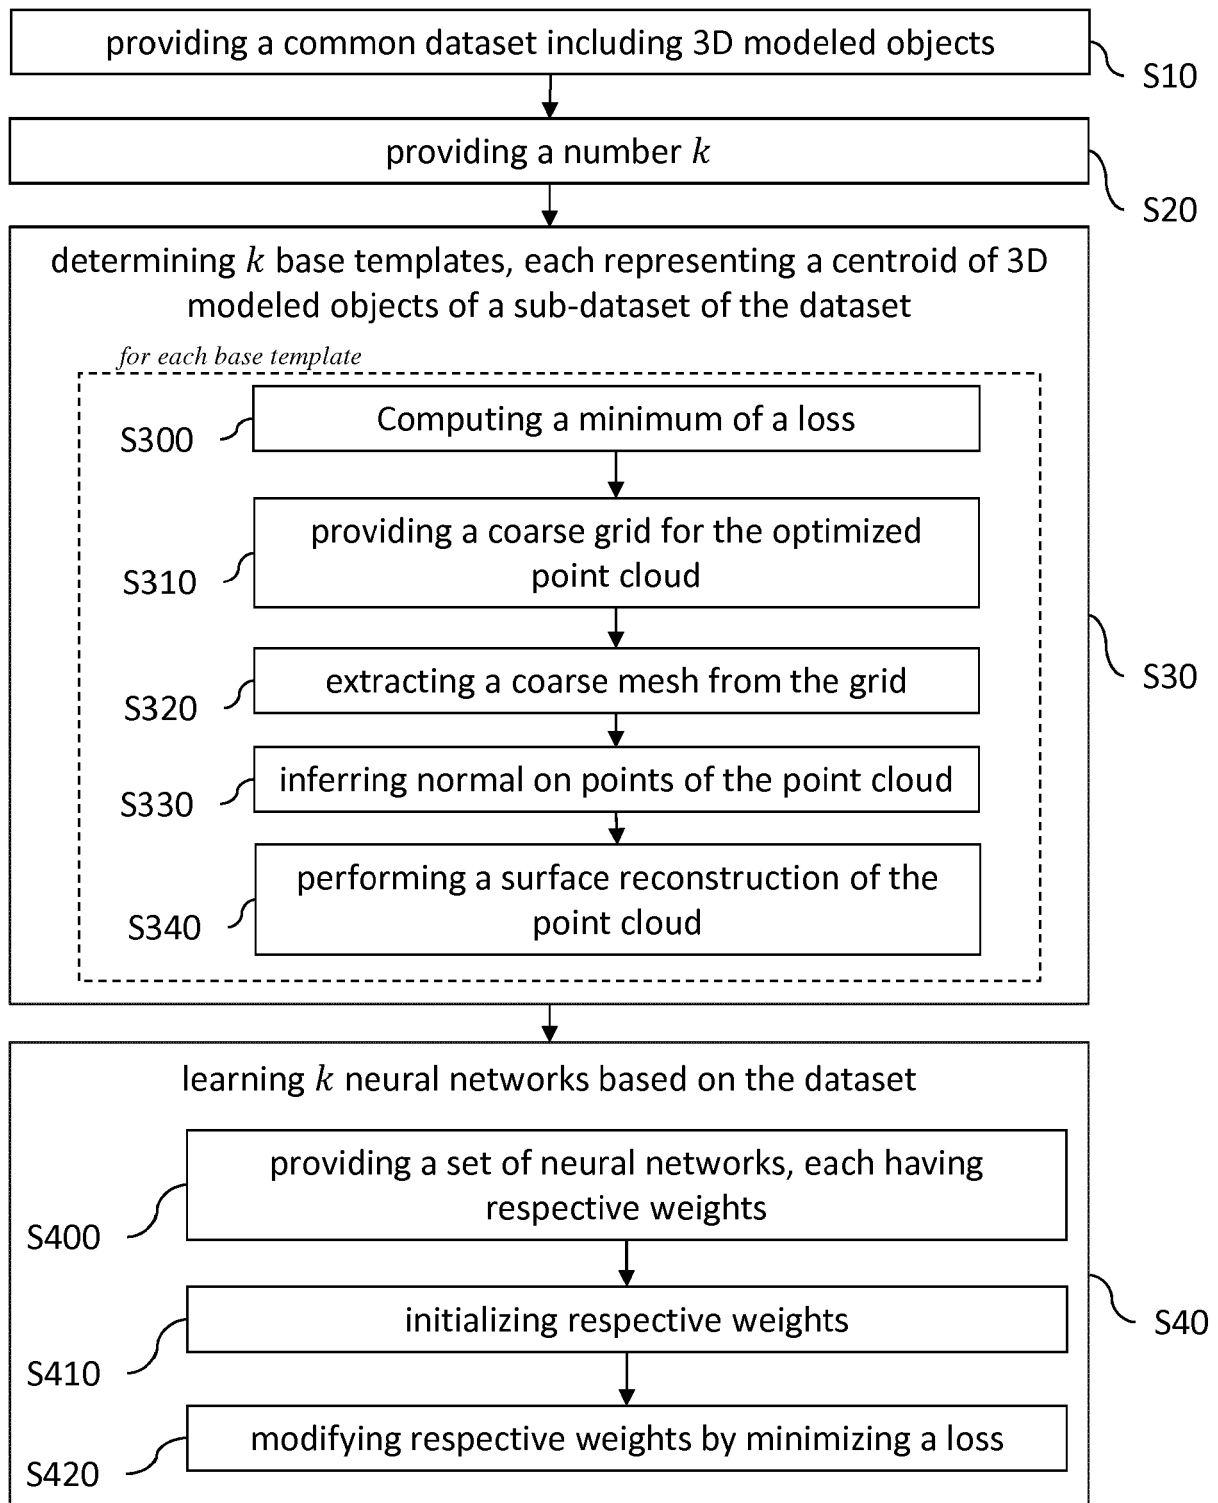 providing a common dataset including 3D modeled objects
S10
providing a number k
S20
determining k base templates, each representing a centroid of 3D
modeled objects of a sub-dataset of the dataset
for each base template
Computing a minimum of a loss
S300
providing a coarse grid for the optimized
point cloud
S310
extracting a coarse mesh from the grid
S320
S30
inferring normal on points of the point cloud
S330
performing a surface reconstruction of the
point cloud
S340
learning k neural networks based on the dataset
providing a set of neural networks, each having
respective weights
S400
initializing respective weights
S40
S410
modifying respective weights by minimizing a loss
S420